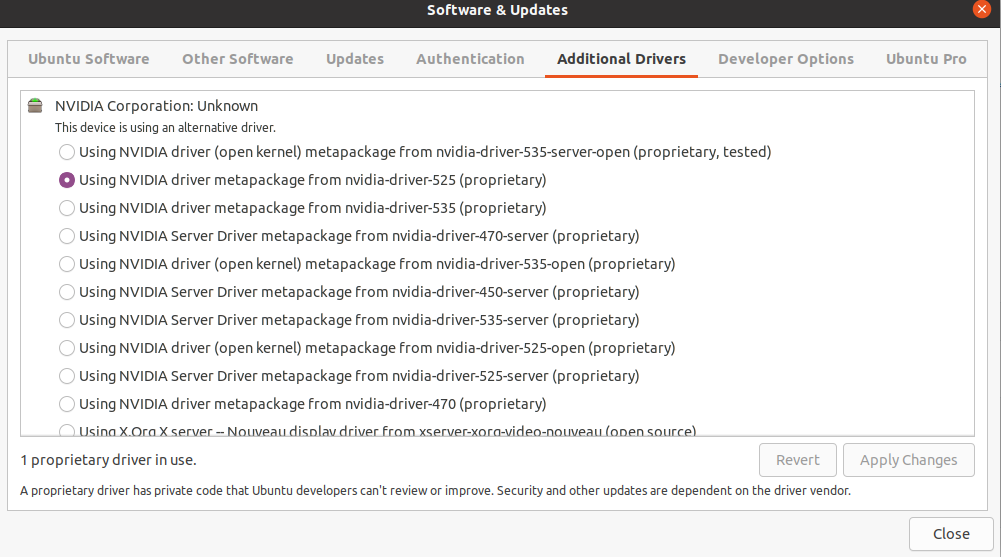 Software & Updates
Ubuntu Software Other Software Updates Authentication Additional Drivers Developer Options Ubuntu Pro
NVIDIA Corporation: Unknown
This device is using an alternative driver.
Using NVIDIA driver (open kernel) metapackage from nvidia-driver-535-server-open (proprietary, tested)
Using NVIDIA driver metapackage from nvidia-driver-525 (proprietary)
Using NVIDIA driver metapackage from nvidia-driver-535 (proprietary)
Using NVIDIA Server Driver metapackage from nvidia-driver-470-server (proprietary)
Using NVIDIA driver (open kernel) metapackage from nvidia-driver-535-open (proprietary)
Using NVIDIA Server Driver metapackage from nvidia-driver-450-server (proprietary)
Using NVIDIA Server Driver metapackage from nvidia-driver-535-server (proprietary)
Using NVIDIA driver (open kernel) metapackage from nvidia-driver-525-open (proprietary)
Using NVIDIA Server Driver metapackage from nvidia-driver-525-server (proprietary)
Using NVIDIA driver metapackage from nvidia-driver-470 (proprietary)
Using X.Org X server -- Nouveau display driver from xserver-xorg-video-nouveau (open source)
1 proprietary driver in use.
Revert Apply Changes
A proprietary driver has private code that Ubuntu developers can't review or improve. Security and other updates are dependent on the driver vendor.
Close